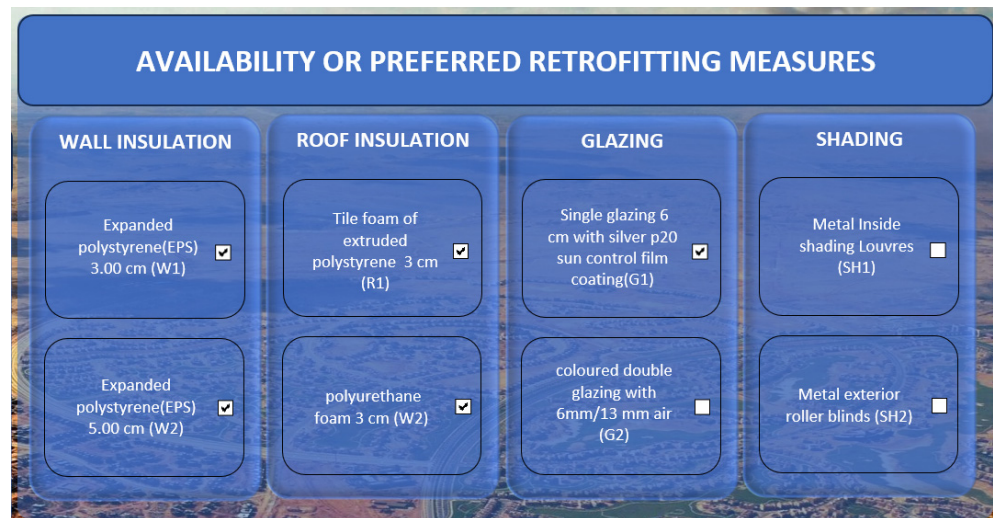 AVAILABILITY OR PREFERRED RETROFITTING MEASURES
WALL INSULATION
Expanded
polystyrene(EPS)
3.00 cm (W1)
Expanded
polystyrene(EPS)
5.00 cm (W2)
ROOF INSULATION
Tile foam of
extruded
polystyrene 3 cm
(R1)
polyurethane
foam 3 cm (W2)
GLAZING
Single glazing 6
cm with silver p20
sun control film
coating(G1)
coloured double
glazing with
6mm/13 mm air
(G2)
SHADING
Metal Inside
shading Louvres
(SH1)
Metal exterior
roller blinds (SH2)